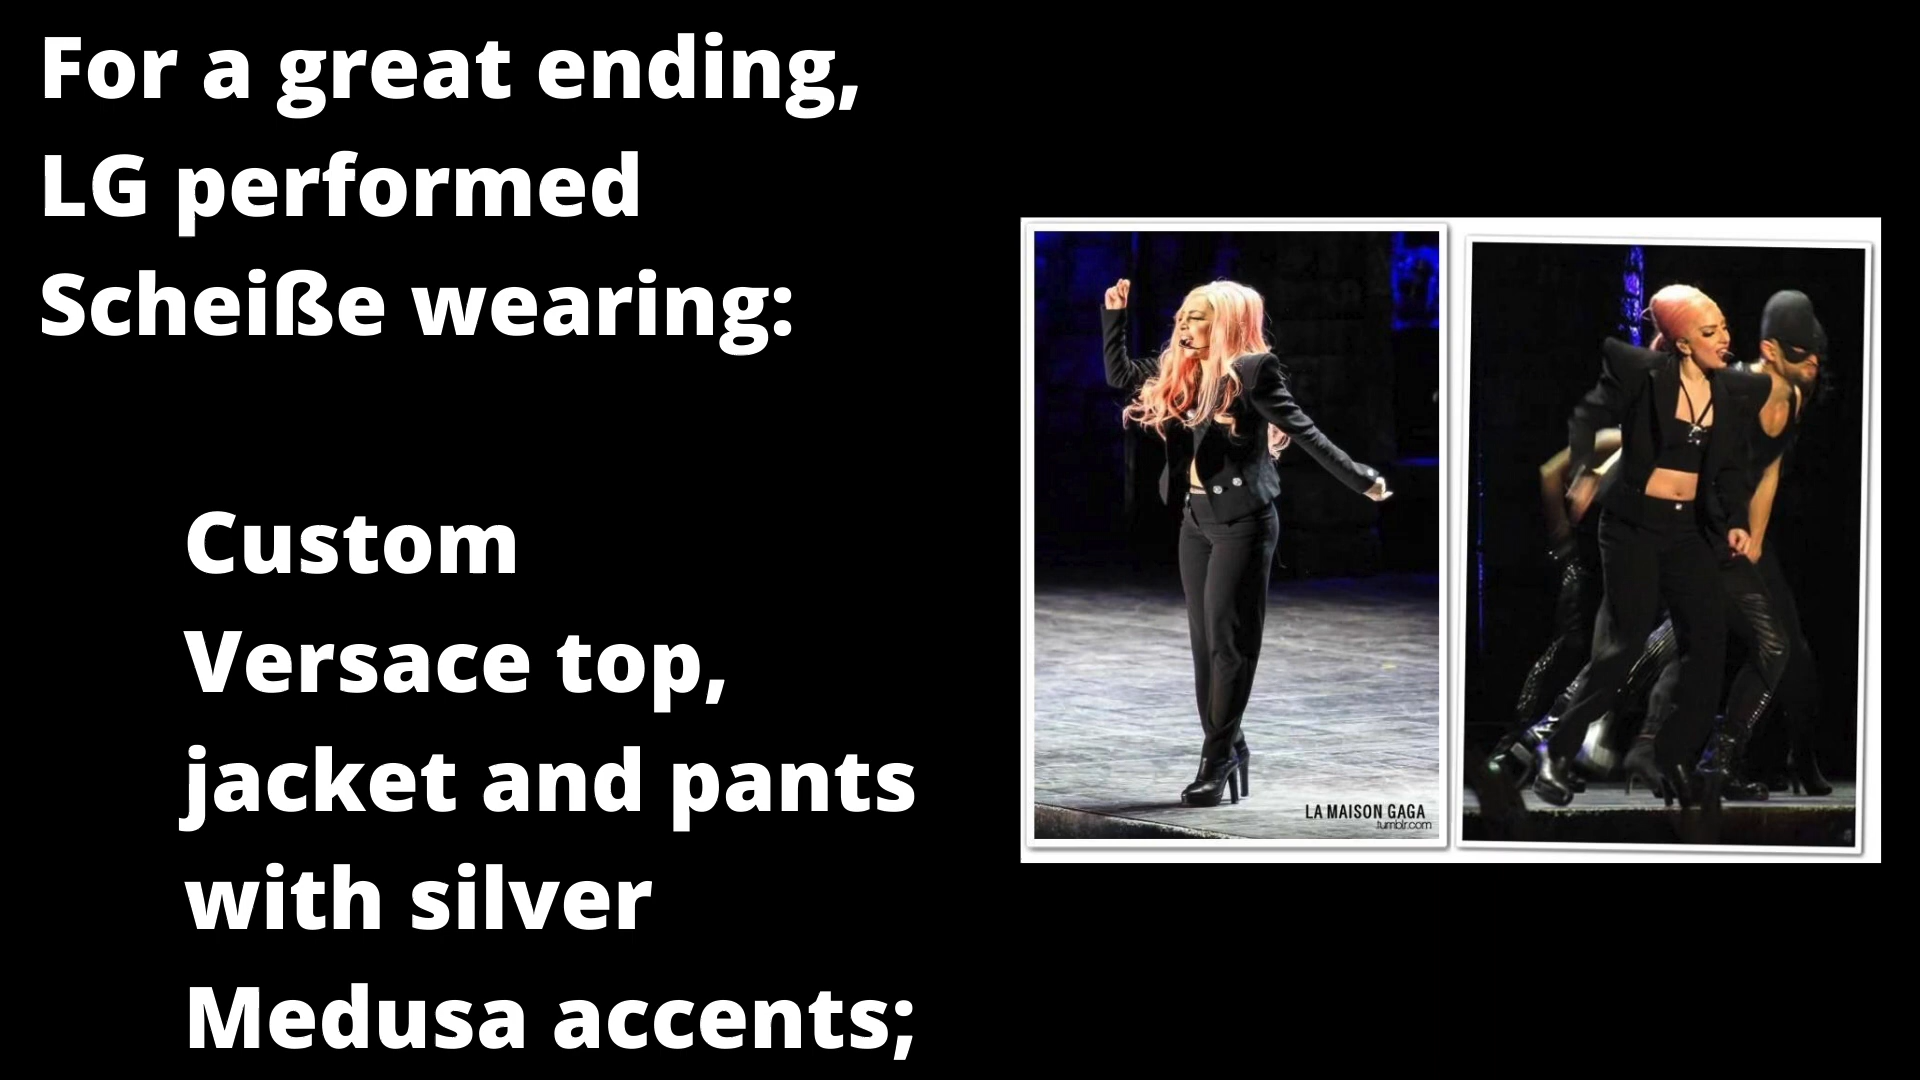 For a great ending,
LG performed
Scheiße wearing:
Custom
Versace top,
jacket and pants
with silver
Medusa accents;
LA MAISON GAGA
tumblr.com